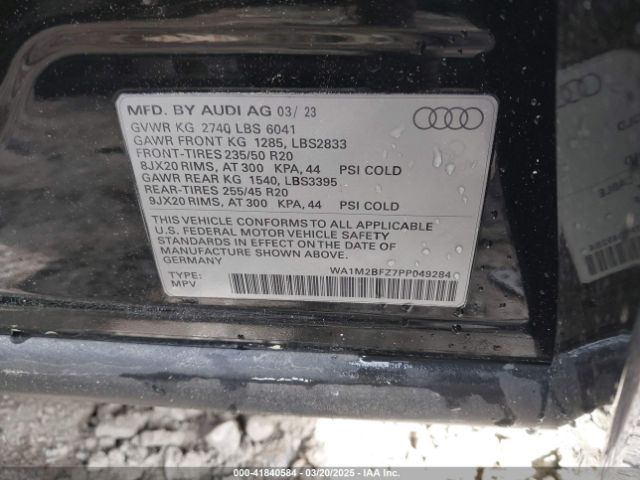 MFD. BY AUDI AG 03/ 23
GVWR KG 2740 LBS 6041
GAWR FRONT KG 1285, LBS2833
FRONT-TIRES 235/50 R20
8JX20 RIMS, AT 300 KPA, 44 PSI COLD
GAWR REAR KG 1540, LBS3395
REAR-TIRES 255/45 R20
9JX20 RIMS, AT 300 KPA, 44 PSI COLD
THIS VEHICLE CONFORMS TO ALL APPLICABLE
U.S. FEDERAL MOTOR VEHICLE SAFETY
STANDARDS IN EFFECT ON THE DATE OF
MANUFACTURE SHOWN ABOVE.
GERMANY
WA1M2BFZ7PP049284
TYPE:
MPV
000-41840584 | 03/20/2025 | IAA Inc.